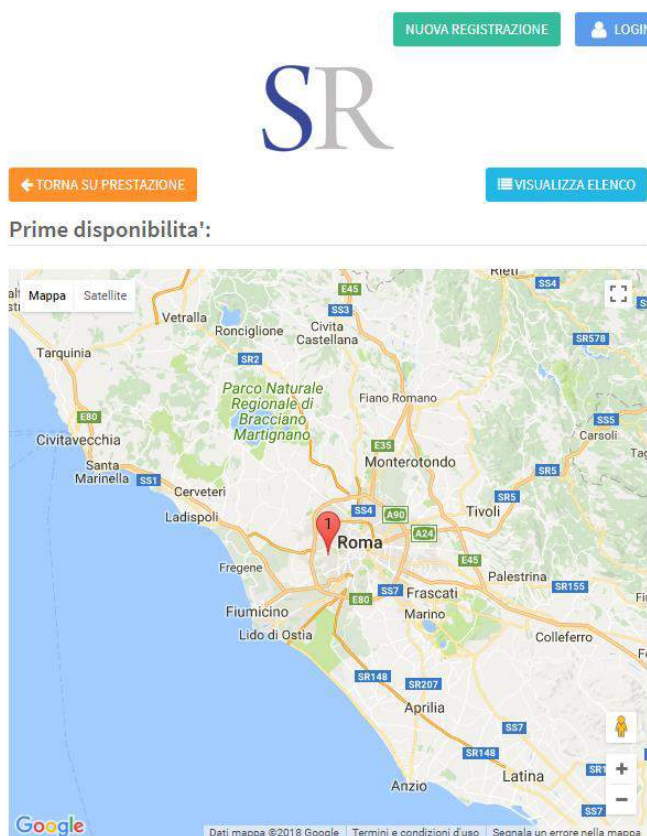 NUOVA REGISTRAZIONE
LOGIN
SR
TORNA SU PRESTAZIONE
VISUALIZZA ELENCO
Prime disponibilita':
Mappa Satellite
Rieti
SS4
E45
SS3
Vetralla
Ronciglione
Civita
Castellana
SR578
Tarquinia
SR2
Parco Naturale
Regionale di
Bracciano
Martignano
Fiano Romano
E80
SS5
Carsoli
Civitavecchia
E35
Monterotondo
Santa
Marinella
SS1
SR5
Cerveteri
SR5
Ladispoli
SS4
A90
Tivoli
1
Roma
A24
Fregene
E45
Palestrina
SR155
E80
SS7
Frascati
Fiumicino
Marino
Lido di Ostia
Colleferro
SR148
SR207
Aprilia
SS7
SR148
Anzio
Latina
+
−
SS7
Google
Dati mappa ©2018 Google
Termini e condizioni d'uso
Segnala un errore nella mappa